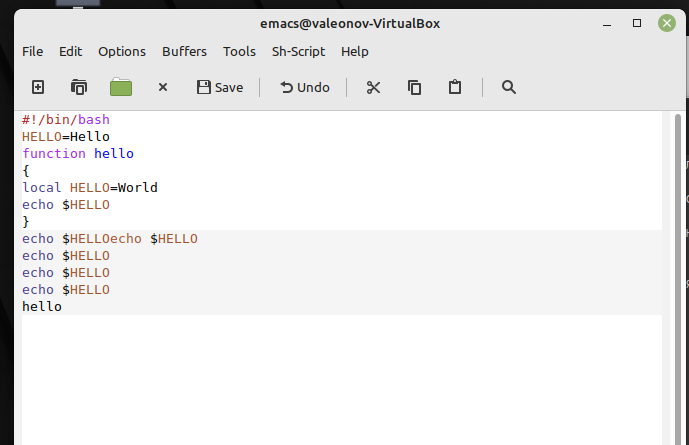 emacs@valeonov-VirtualBox
File Edit Options Buffers Tools Sh-Script Help
Save Undo
#!/bin/bash
HELLO=Hello
function hello
{
local HELLO=World
echo $HELLO
}
echo $HELLOecho $HELLO
echo $HELLO
echo $HELLO
echo $HELLO
hello